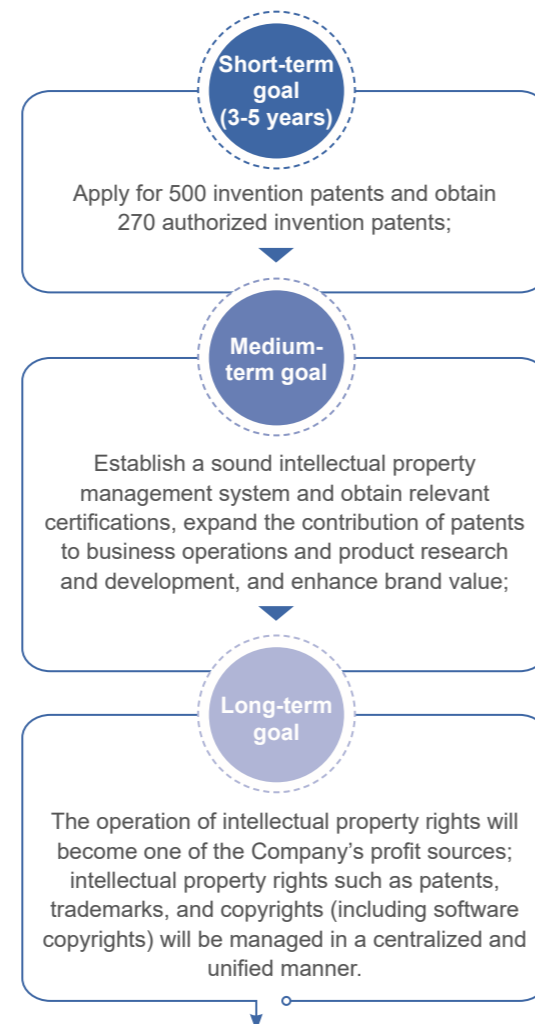 Short-term
goal
(3-5 years)
Apply for 500 invention patents and obtain
270 authorized invention patents;
Medium-
term goal
Establish a sound intellectual property
management system and obtain relevant
certifications, expand the contribution of patents
to business operations and product research
and development, and enhance brand value;
Long-term
goal
The operation of intellectual property rights will
become one of the Company’s profit sources;
intellectual property rights such as patents,
trademarks, and copyrights (including software
copyrights) will be managed in a centralized and
unified manner.